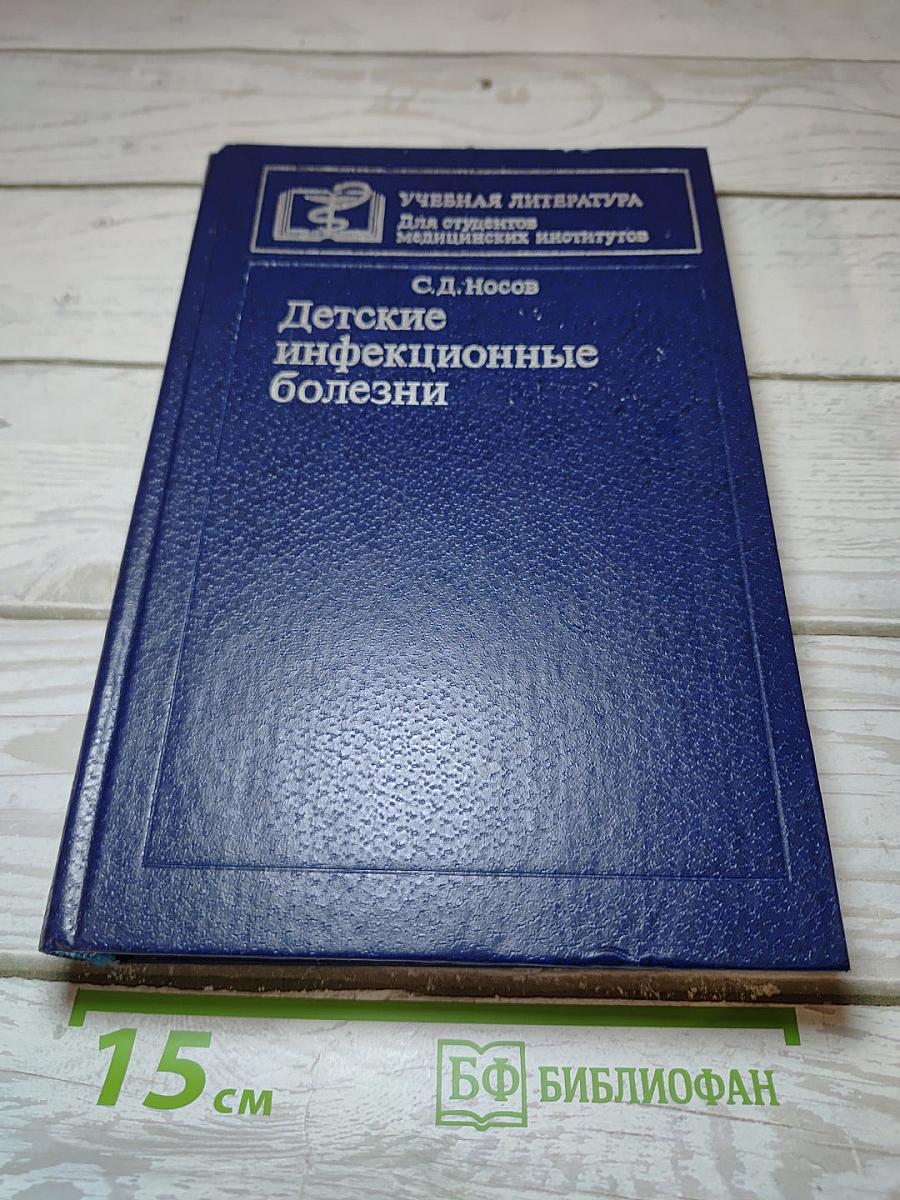 УЧЕБНАЯ ЛИТЕРАТУРА
Для студентов
медицинских институтов
С.Д. Носов
Детские
инфекционные
болезни
15 см
БФ БИБЛИОФАН